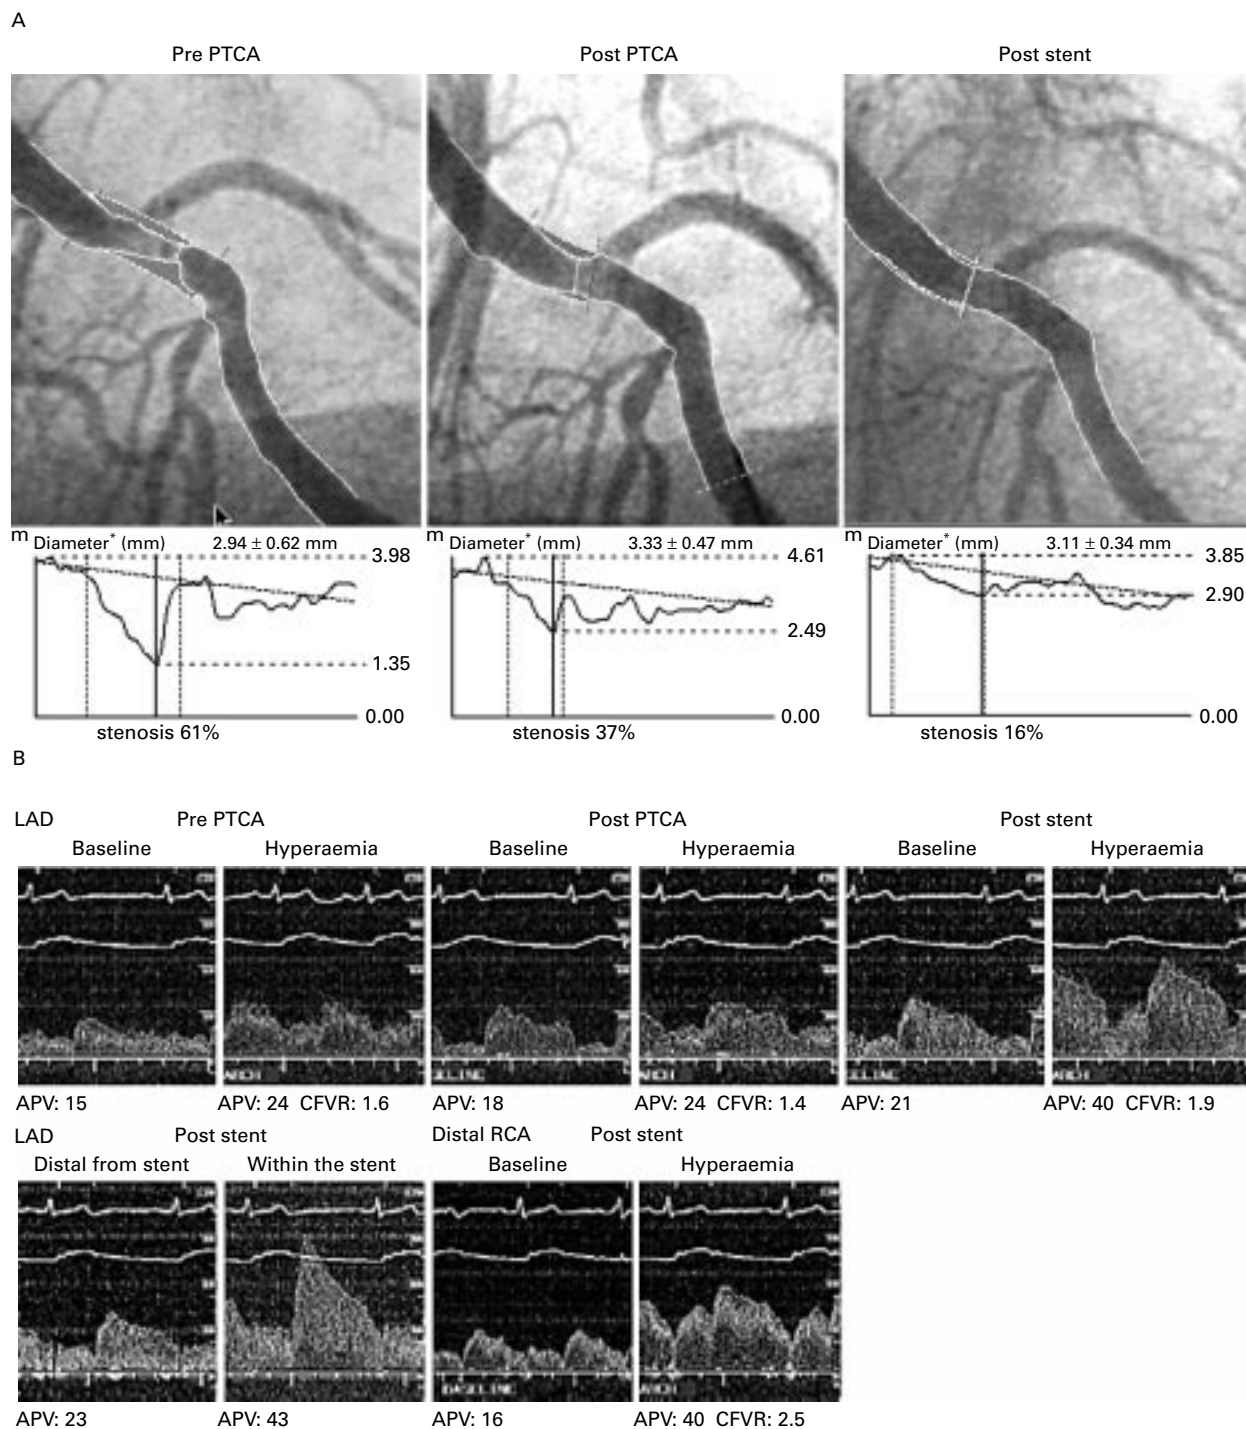 A
Pre PTCA Post PTCA Post stent
m Diameter* (mm) 2.94 ± 0.62 mm 3.98 m Diameter* (mm) 3.33 ± 0.47 mm 4.61 Diameter* (mm) 3.11 ± 0.34 mm 3.85
2.90
2.49
1.35
0.00 0.00 0.00
stenosis 61% stenosis 37% stenosis 16%
B
LAD Pre PTCA Post PTCA Post stent
Baseline Hyperaemia Baseline Hyperaemia Baseline Hyperaemia
ARCH ARCH
APV: 15 APV: 24 CFVR: 1.6 APV: 18 APV: 24 CFVR: 1.4 APV: 21 APV: 40 CFVR: 1.9
LAD Post stent Distal RCA Post stent
Distal from stent Within the stent Baseline Hyperaemia
BASELINE ARCH
APV: 23 APV: 43 APV: 16 APV: 40 CFVR: 2.5